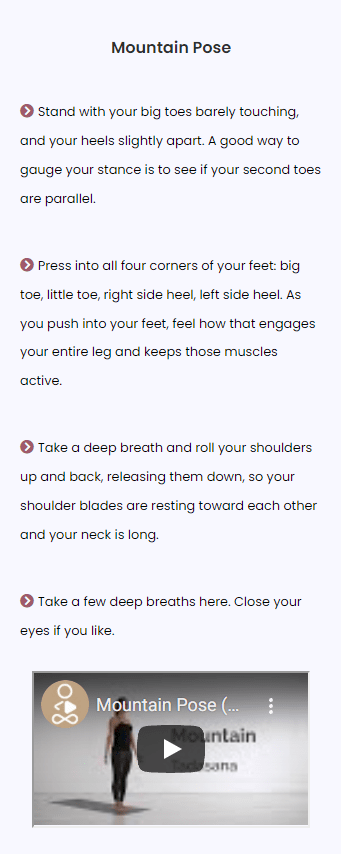 Mountain Pose
Stand with your big toes barely touching,
and your heels slightly apart. A good way to
gauge your stance is to see if your second toes
are parallel.
Press into all four corners of your feet: big
toe, little toe, right side heel, left side heel. As
you push into your feet, feel how that engages
your entire leg and keeps those muscles
active.
Take a deep breath and roll your shoulders
up and back, releasing them down, so your
shoulder blades are resting toward each other
and your neck is long.
Take a few deep breaths here. Close your
eyes if you like.
Mountain Pose (...
Mountain
Tadasana